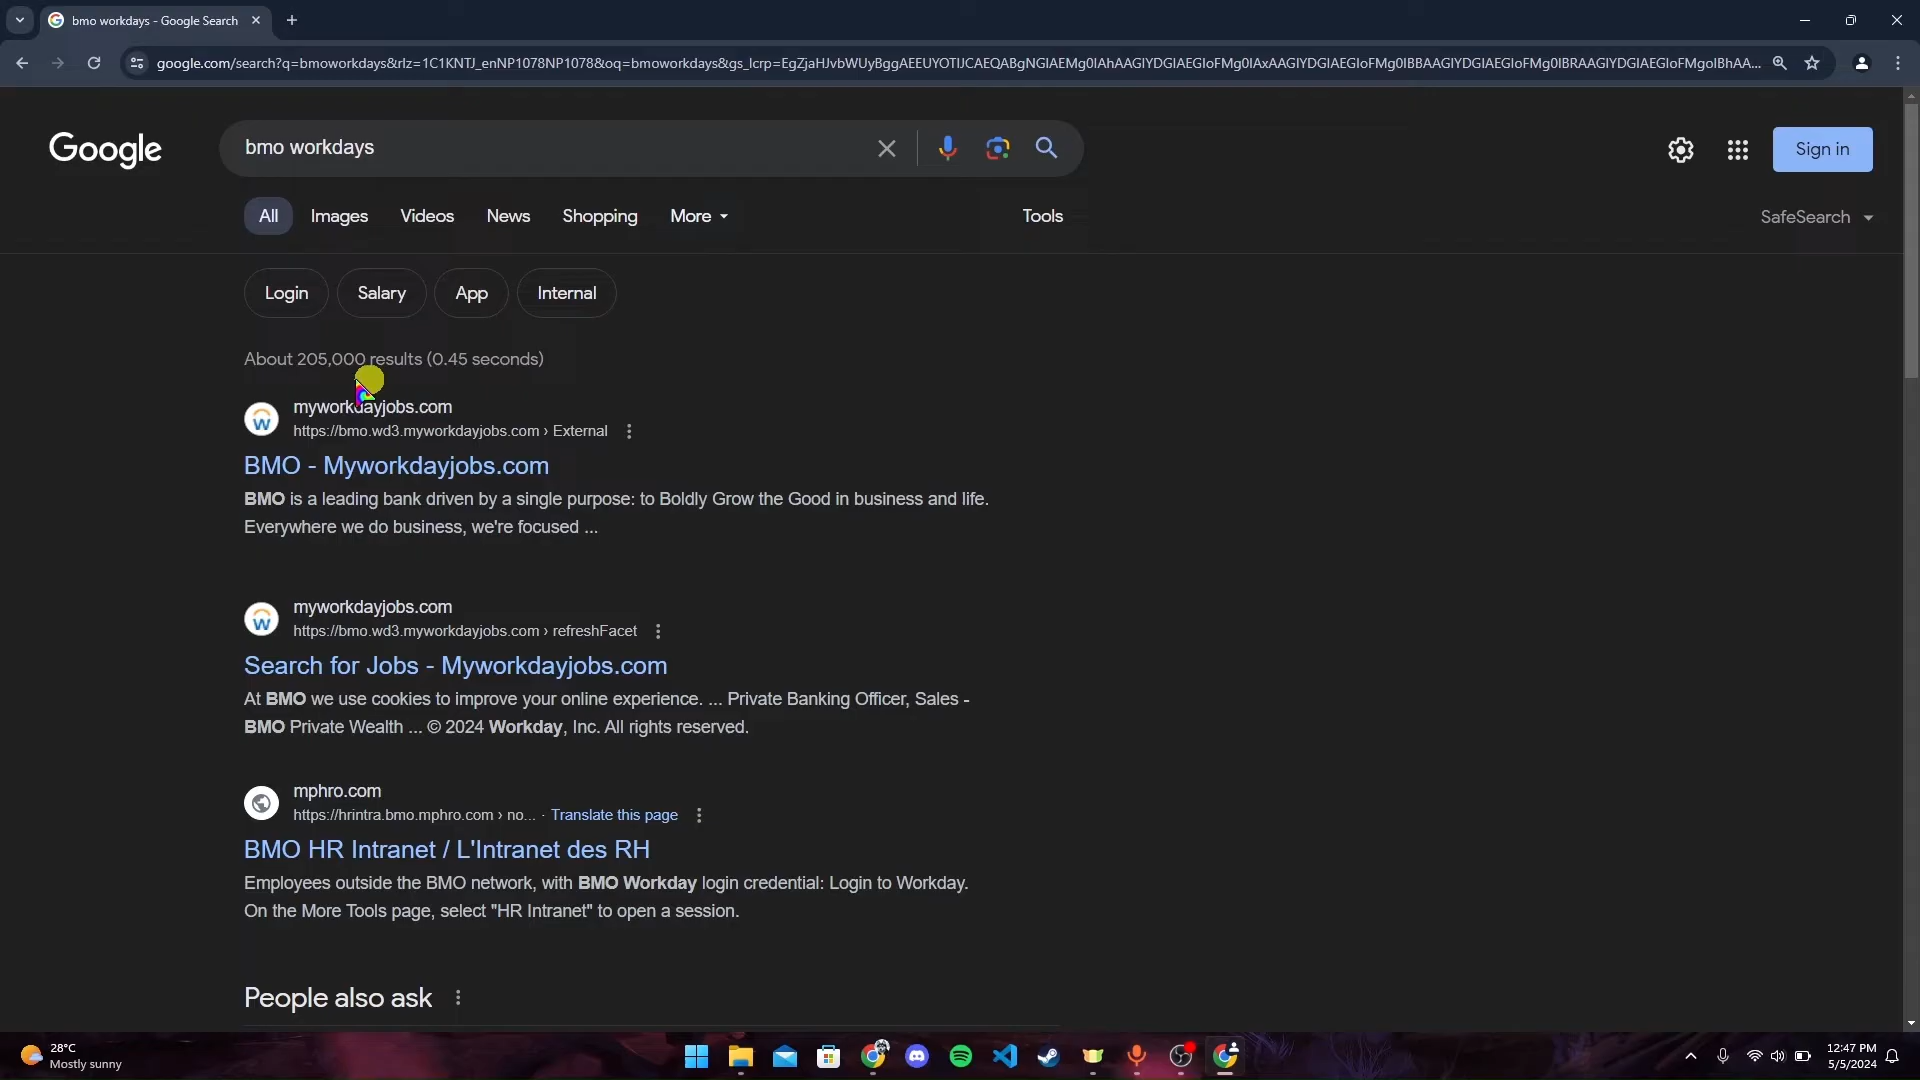 bmo workdays - Google Search
google.com/search?q=bmoworkdays&rlz=1C1KNTJ_enNP1078NP1078&oq=bmoworkdays&gs_lcrp=EgZjaHJvbWUyBggAEEUYOTIJCAEQABgNGIAEMg0IAhAAGIYDGIAEGIoFMg0IAxAAGIYDGIAEGIoFMg0IBBAAGIYDGIAEGIoFMg0IBRAAGIYDGIAEGIoFMgoIBhAA...
Google
bmo workdays
Sign in
All Images Videos News Shopping More Tools SafeSearch
Login Salary App Internal
About 205,000 results (0.45 seconds)
myworkdayjobs.com
https://bmo.wd3.myworkdayjobs.com › External
BMO - Myworkdayjobs.com
BMO is a leading bank driven by a single purpose: to Boldly Grow the Good in business and life.
Everywhere we do business, we're focused ...
myworkdayjobs.com
https://bmo.wd3.myworkdayjobs.com › refreshFacet
Search for Jobs - Myworkdayjobs.com
At BMO we use cookies to improve your online experience. ... Private Banking Officer, Sales -
BMO Private Wealth ... © 2024 Workday, Inc. All rights reserved.
mphro.com
https://hrintra.bmo.mphro.com › no... · Translate this page
BMO HR Intranet / L'Intranet des RH
Employees outside the BMO network, with BMO Workday login credential: Login to Workday.
On the More Tools page, select "HR Intranet" to open a session.
People also ask
28°C
Mostly sunny
12:47 PM
5/5/2024